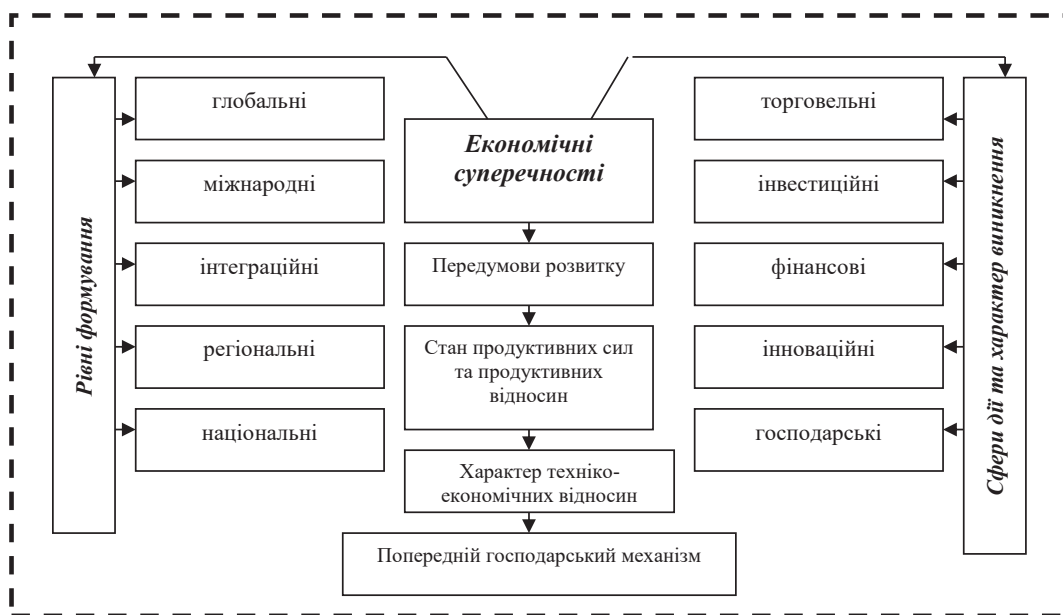 Рівні формування
глобальні
міжнародні
інтеграційні
регіональні
національні
Економічні
суперечності
Передумови розвитку
Стан продуктивних сил
та продуктивних
відносин
Характер техніко-
економічних відносин
Попередній господарський механізм
торговельні
інвестиційні
фінансові
інноваційні
господарські
Сфери дії та характер виникнення